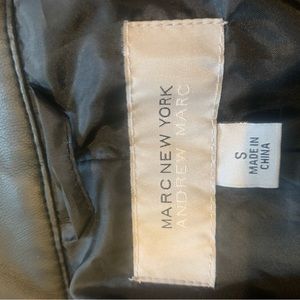 MARC NEW YORK
ANDREW MARC
S
MADE IN
CHINA